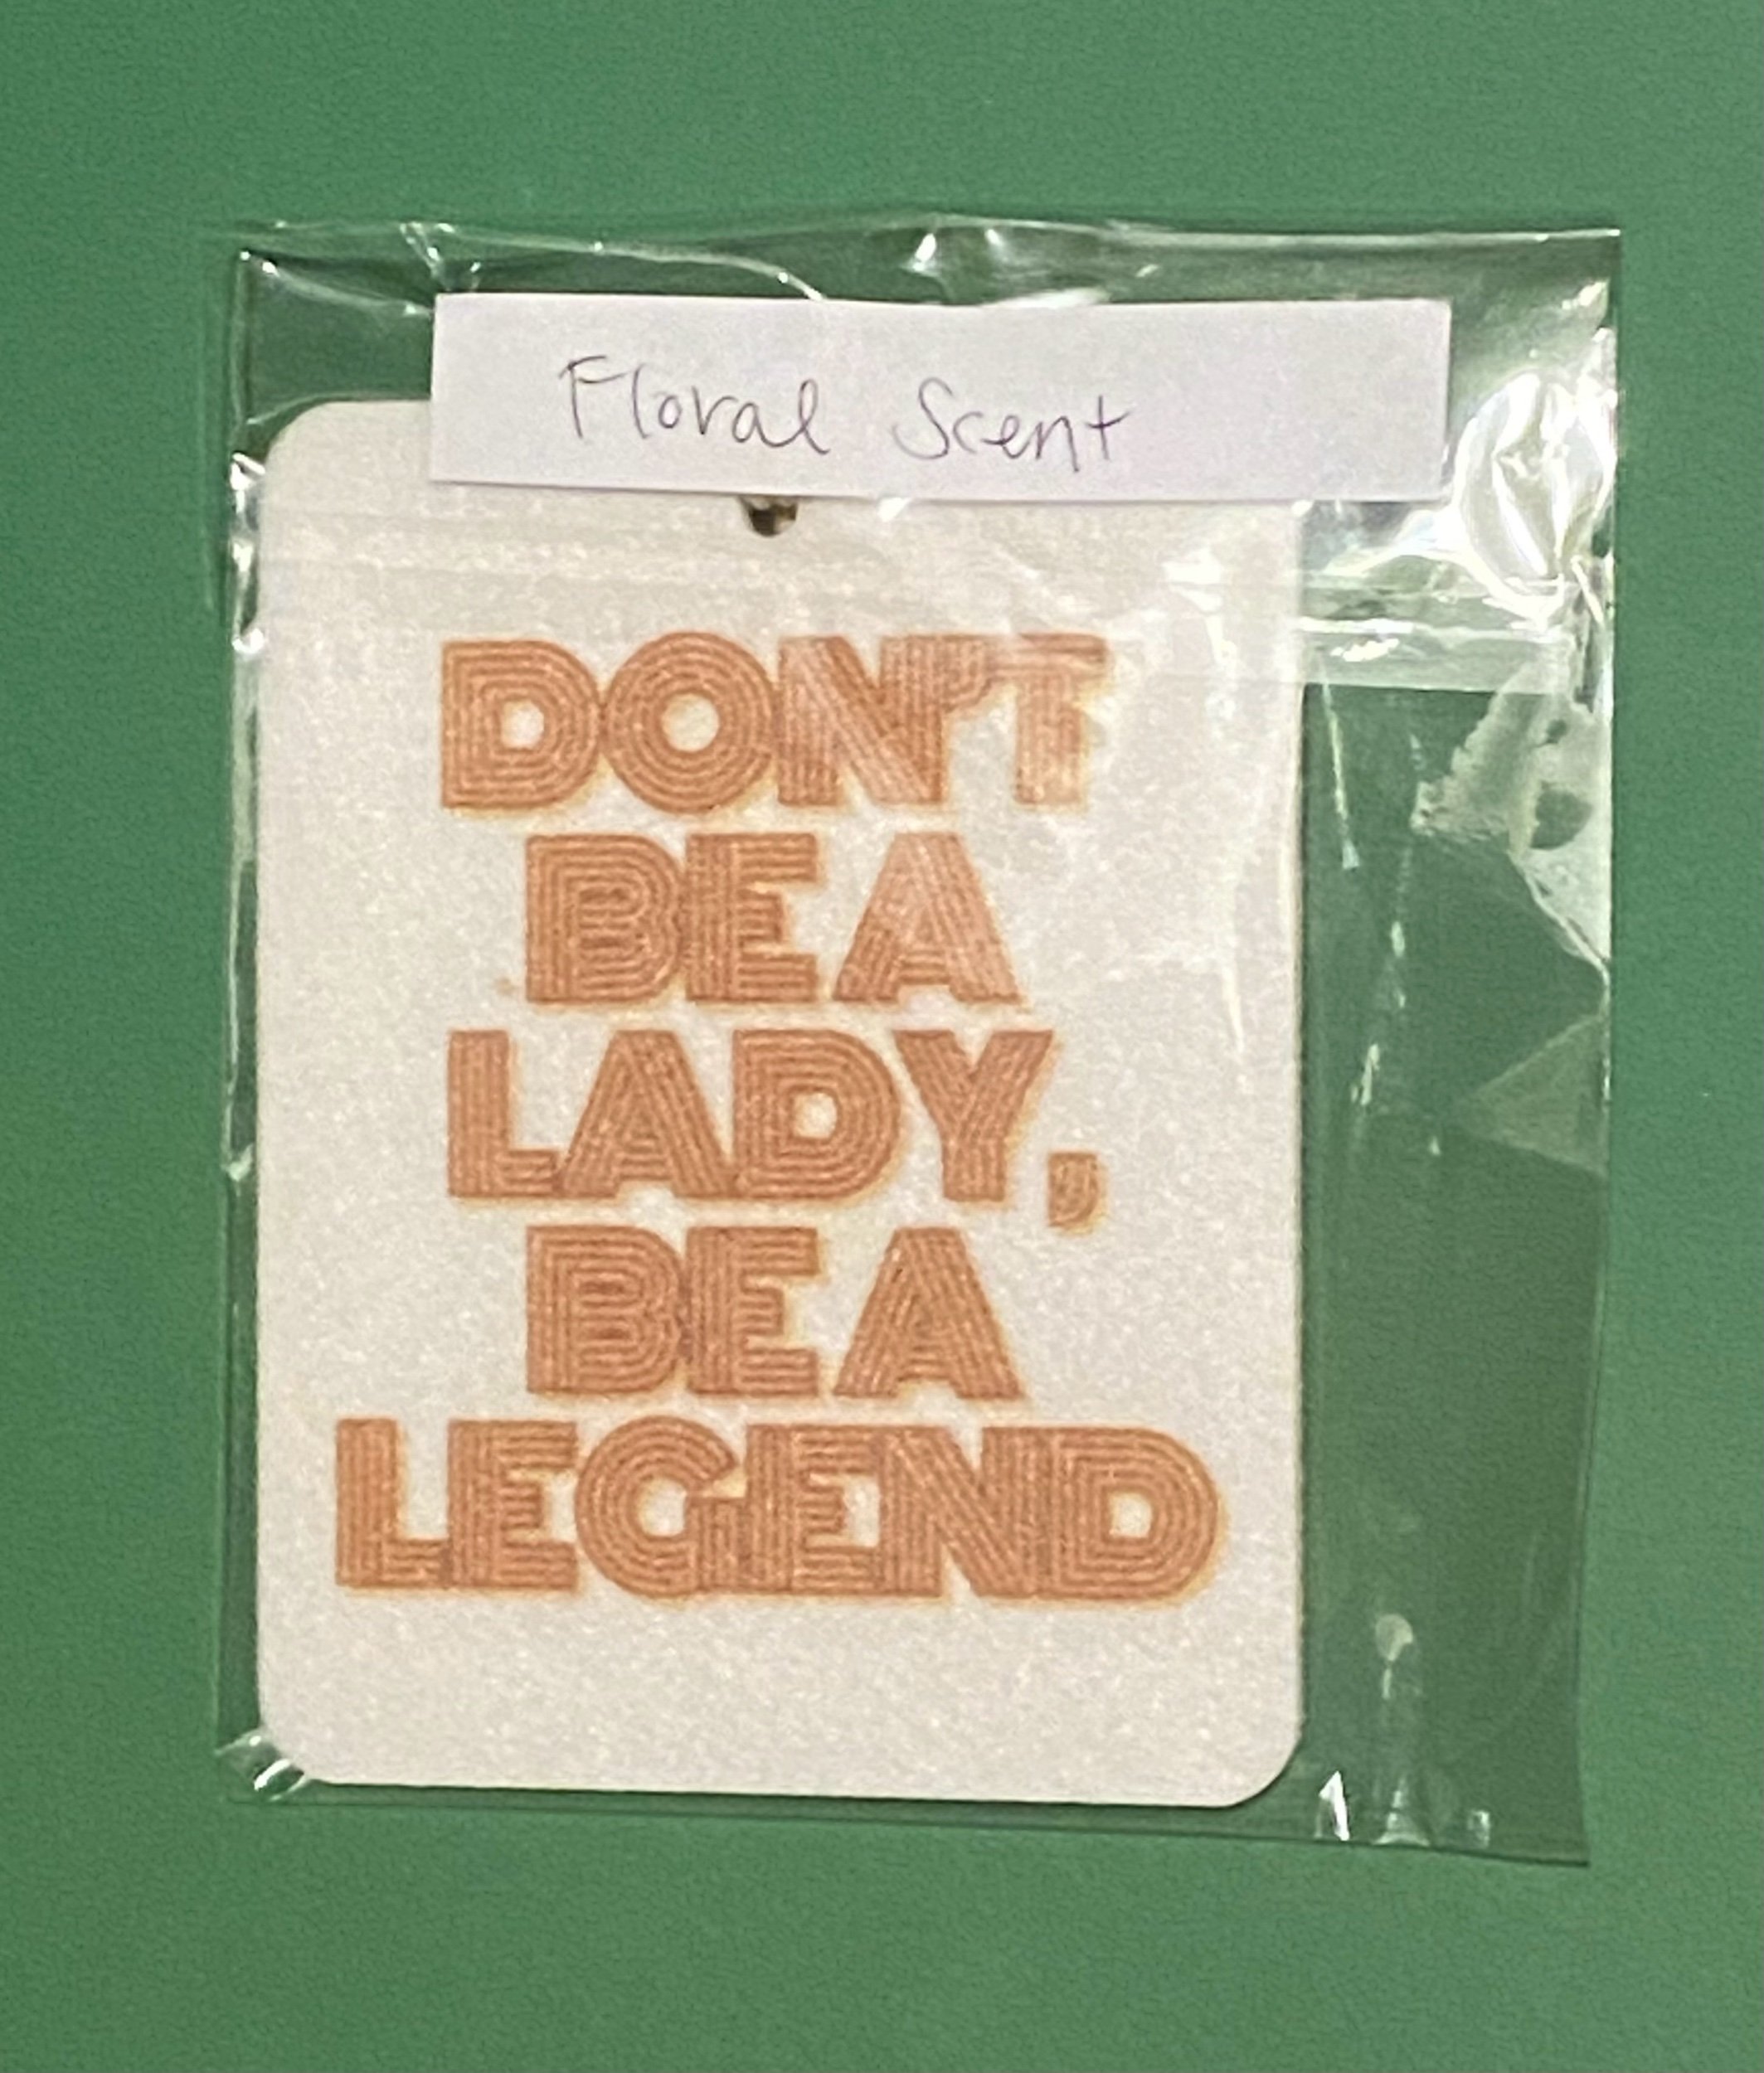 Floral Scent
DON'T
BE A
LADY,
BE A
LEGEND